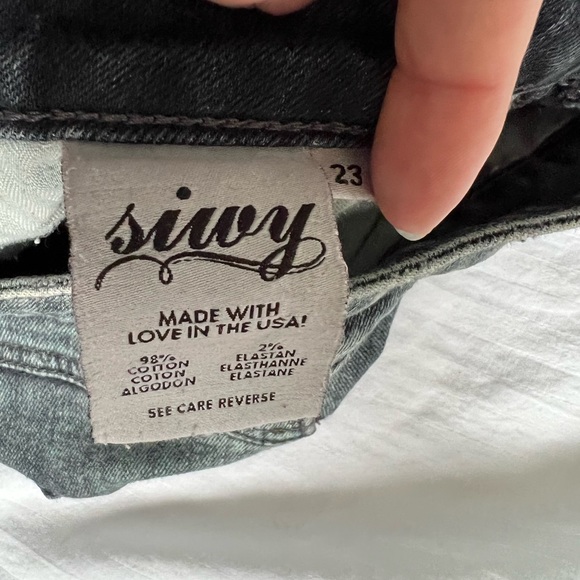 23
siwy
MADE WITH
LOVE IN THE USA!
98% 2%
COTTON ELASTAN
COTON ELASTHANNE
ALGODON ELASTANE
SEE CARE REVERSE